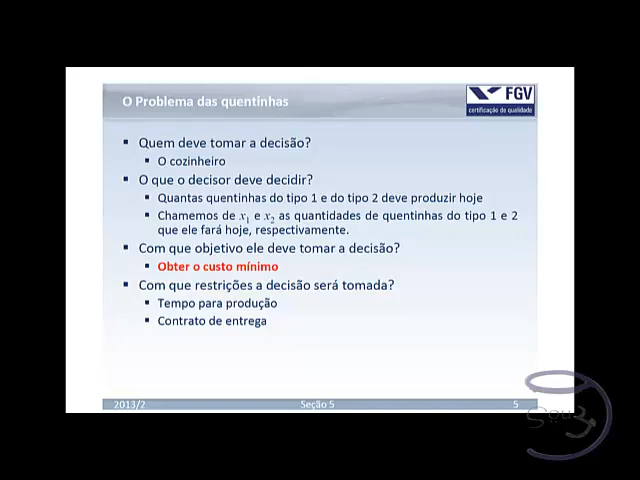 O Problema das quentinhas
FGV
certificação de qualidade
▪ Quem deve tomar a decisão?
▪ O cozinheiro
▪ O que o decisor deve decidir?
▪ Quantas quentinhas do tipo 1 e do tipo 2 deve produzir hoje
▪ Chamemos de x₁ e x₂ as quantidades de quentinhas do tipo 1 e 2
que ele fará hoje, respectivamente.
▪ Com que objetivo ele deve tomar a decisão?
▪ Obter o custo mínimo
▪ Com que restrições a decisão será tomada?
▪ Tempo para produção
▪ Contrato de entrega
2013/2 Seção 5 5